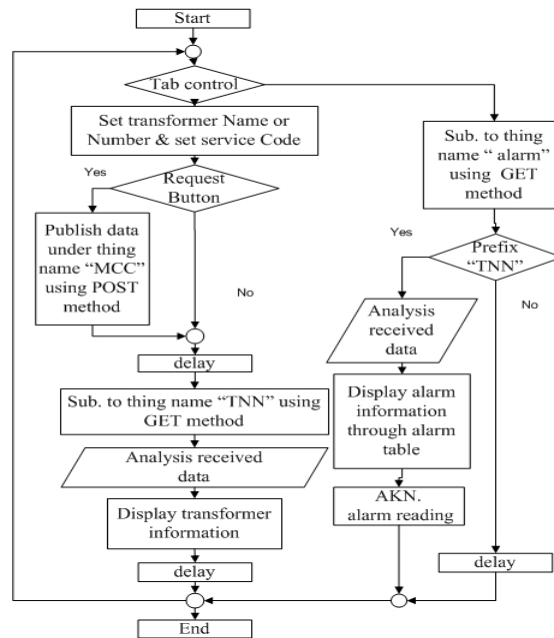 Start
Tab control
Set transformer Name or
Number & set service Code
Yes
Request
Button
Publish data
under thing
name “MCC”
using POST
method
No
delay
Sub. to thing name “TNN” using
GET method
Analysis received
data
Display transformer
information
delay
End
Sub. to thing
name “ alarm”
using GET
method
Yes
Prefix
“TNN”
No
Analysis
received
data
Display alarm
information
through alarm
table
AKN.
alarm reading
delay